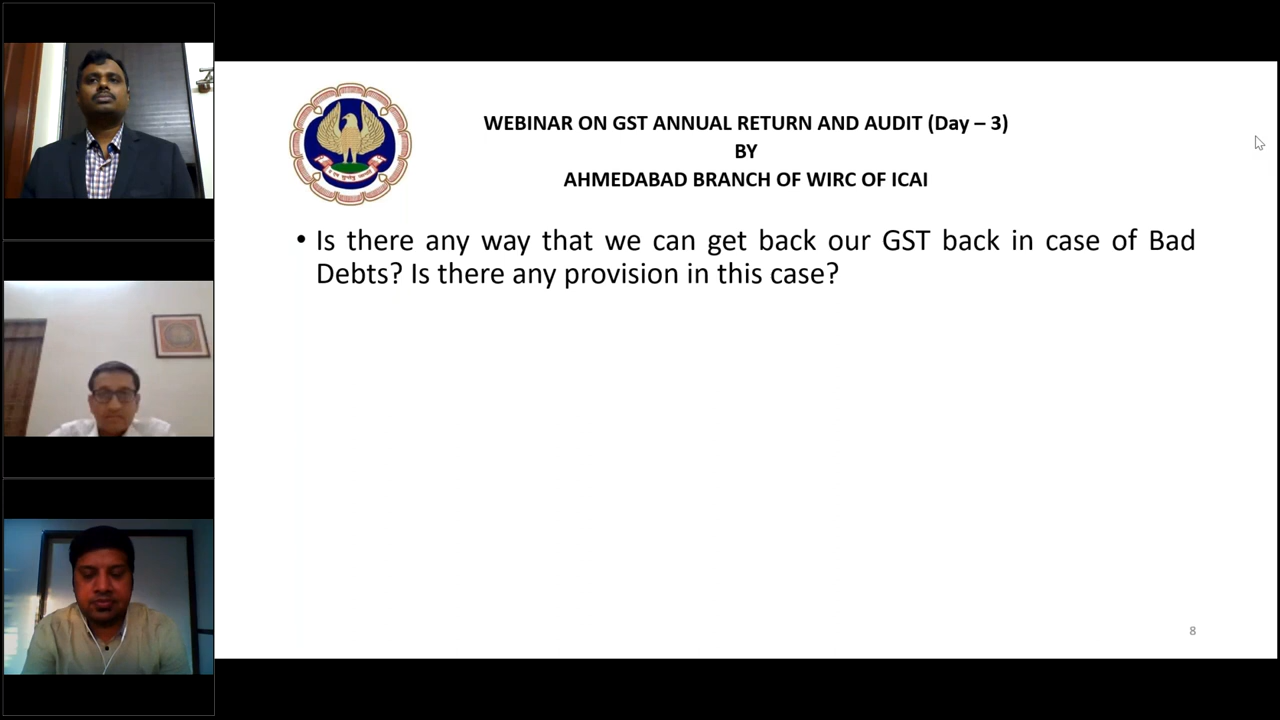 WEBINAR ON GST ANNUAL RETURN AND AUDIT (Day – 3)
BY
AHMEDABAD BRANCH OF WIRC OF ICAI
• Is there any way that we can get back our GST back in case of Bad
Debts? Is there any provision in this case?
8